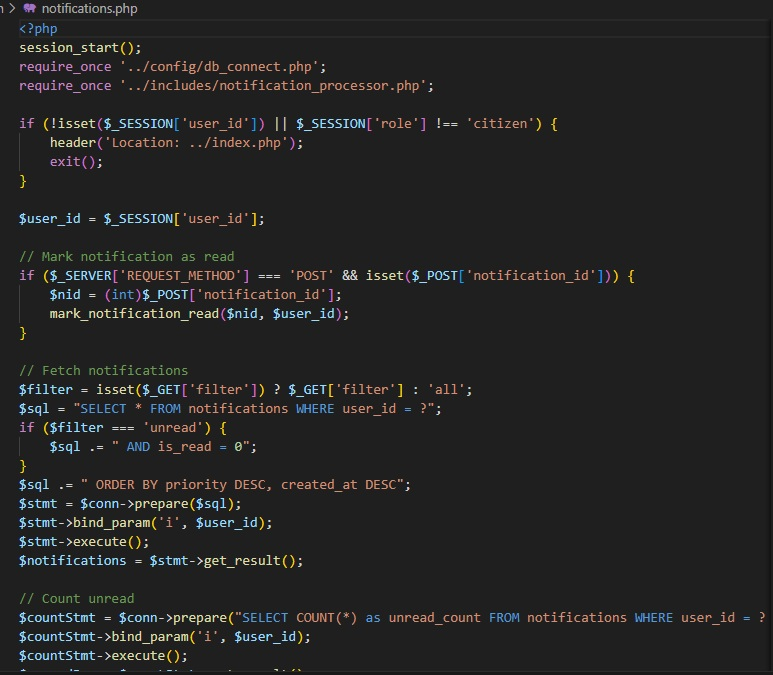 notifications.php
<?php
session_start();
require_once '../config/db_connect.php';
require_once '../includes/notification_processor.php';

if (!isset($_SESSION['user_id']) || $_SESSION['role'] !== 'citizen') {
    header('Location: ../index.php');
    exit();
}

$user_id = $_SESSION['user_id'];

// Mark notification as read
if ($_SERVER['REQUEST_METHOD'] === 'POST' && isset($_POST['notification_id'])) {
    $nid = (int)$_POST['notification_id'];
    mark_notification_read($nid, $user_id);
}

// Fetch notifications
$filter = isset($_GET['filter']) ? $_GET['filter'] : 'all';
$sql = "SELECT * FROM notifications WHERE user_id = ?";
if ($filter === 'unread') {
    $sql .= " AND is_read = 0";
}
$sql .= " ORDER BY priority DESC, created_at DESC";
$stmt = $conn->prepare($sql);
$stmt->bind_param('i', $user_id);
$stmt->execute();
$notifications = $stmt->get_result();

// Count unread
$countStmt = $conn->prepare("SELECT COUNT(*) as unread_count FROM notifications WHERE user_id = ?
$countStmt->bind_param('i', $user_id);
$countStmt->execute();